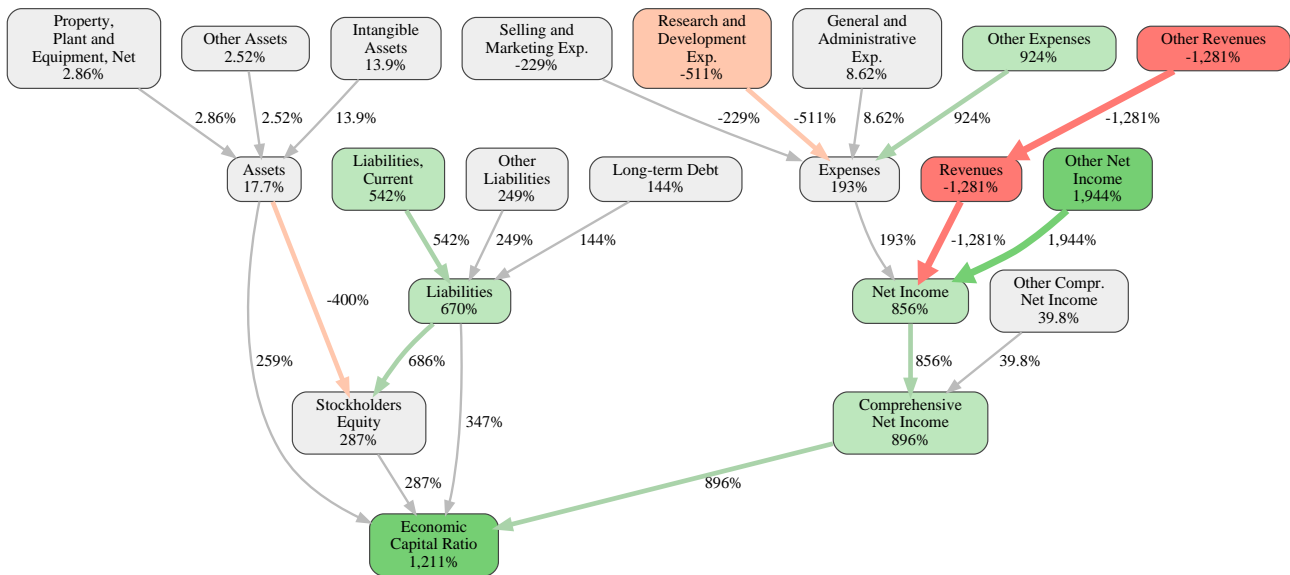 Property,
Plant and
Equipment, Net
2.86%
Other Assets
2.52%
Intangible
Assets
13.9%
Selling and
Marketing Exp.
-229%
Research and
Development
Exp.
-511%
General and
Administrative
Exp.
8.62%
Other Expenses
924%
Other Revenues
-1,281%
2.86%
2.52%
13.9%
-229%
-511%
8.62%
924%
-1,281%
Assets
17.7%
Liabilities,
Current
542%
Other
Liabilities
249%
Long-term Debt
144%
Expenses
193%
Revenues
-1,281%
Other Net
Income
1,944%
542%
249%
144%
193%
-1,281%
1,944%
-400%
Liabilities
670%
Net Income
856%
Other Compr.
Net Income
39.8%
259%
686%
856%
39.8%
Stockholders
Equity
287%
347%
Comprehensive
Net Income
896%
287%
896%
Economic
Capital Ratio
1,211%